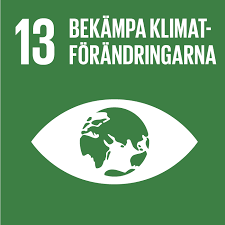 13 BEKÄMPA KLIMAT-
FÖRÄNDRINGARNA